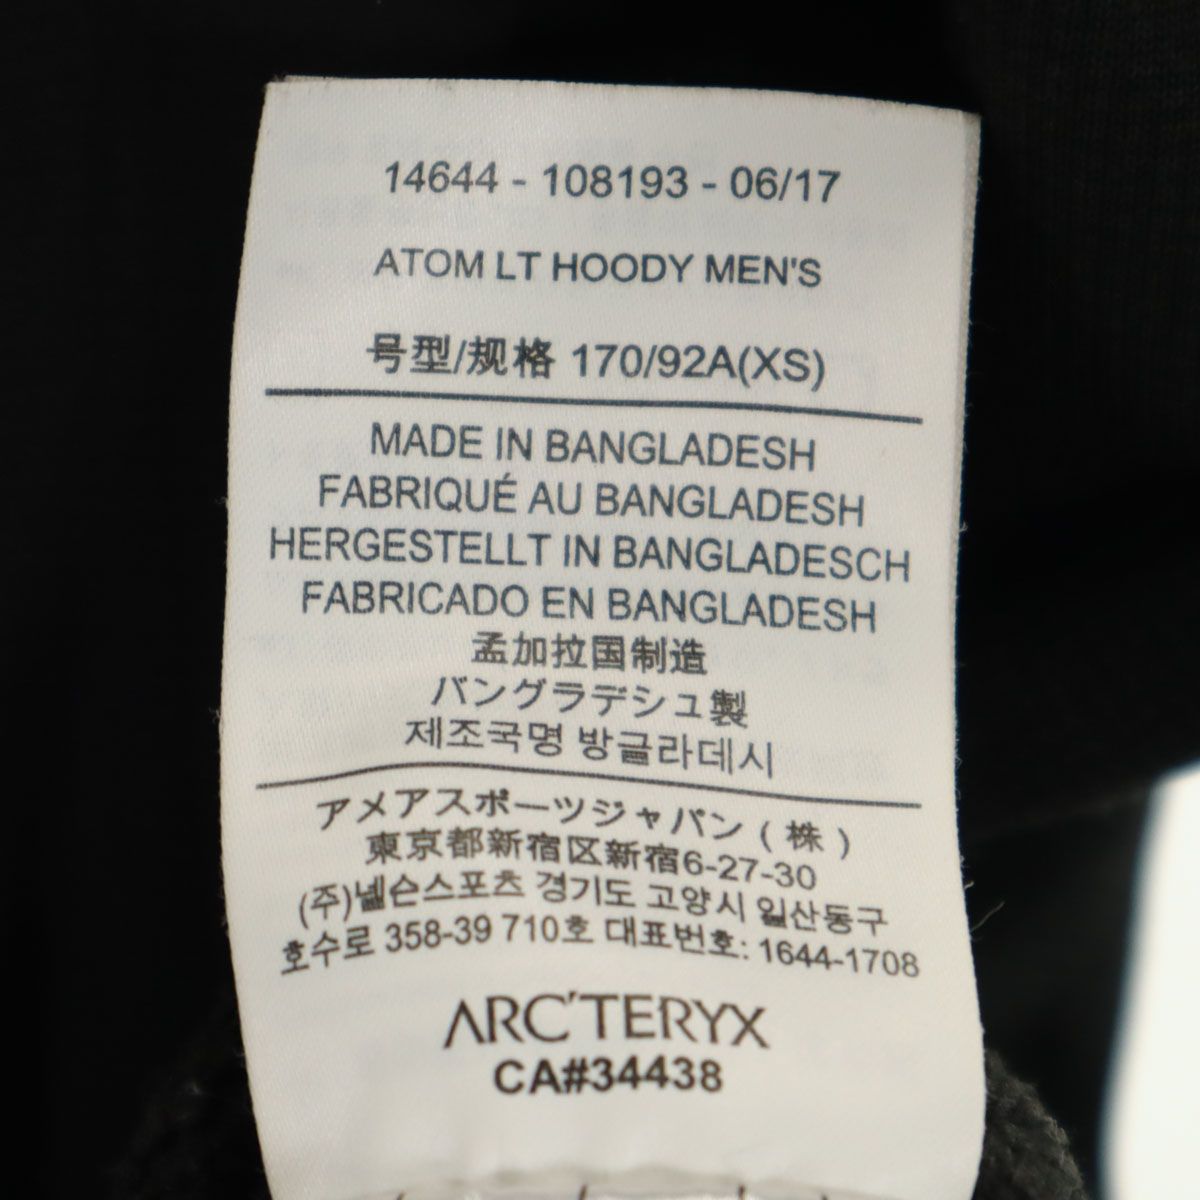 14644 - 108193 - 06/17
ATOM LT HOODY MEN'S
号型/规格 170/92A(XS)
MADE IN BANGLADESH
FABRIQUÉ AU BANGLADESH
HERGESTELLT IN BANGLADESCH
FABRICADO EN BANGLADESH
孟加拉国制造
バングラデシュ製
제조국명 방글라데시
アメアスポーツジャパン(株)
東京都新宿区新宿6-27-30
(주)넬슨스포츠 경기도 고양시 일산동구
호수로 358-39 710호 대표번호: 1644-1708
ARC'TERYX
CA#34438